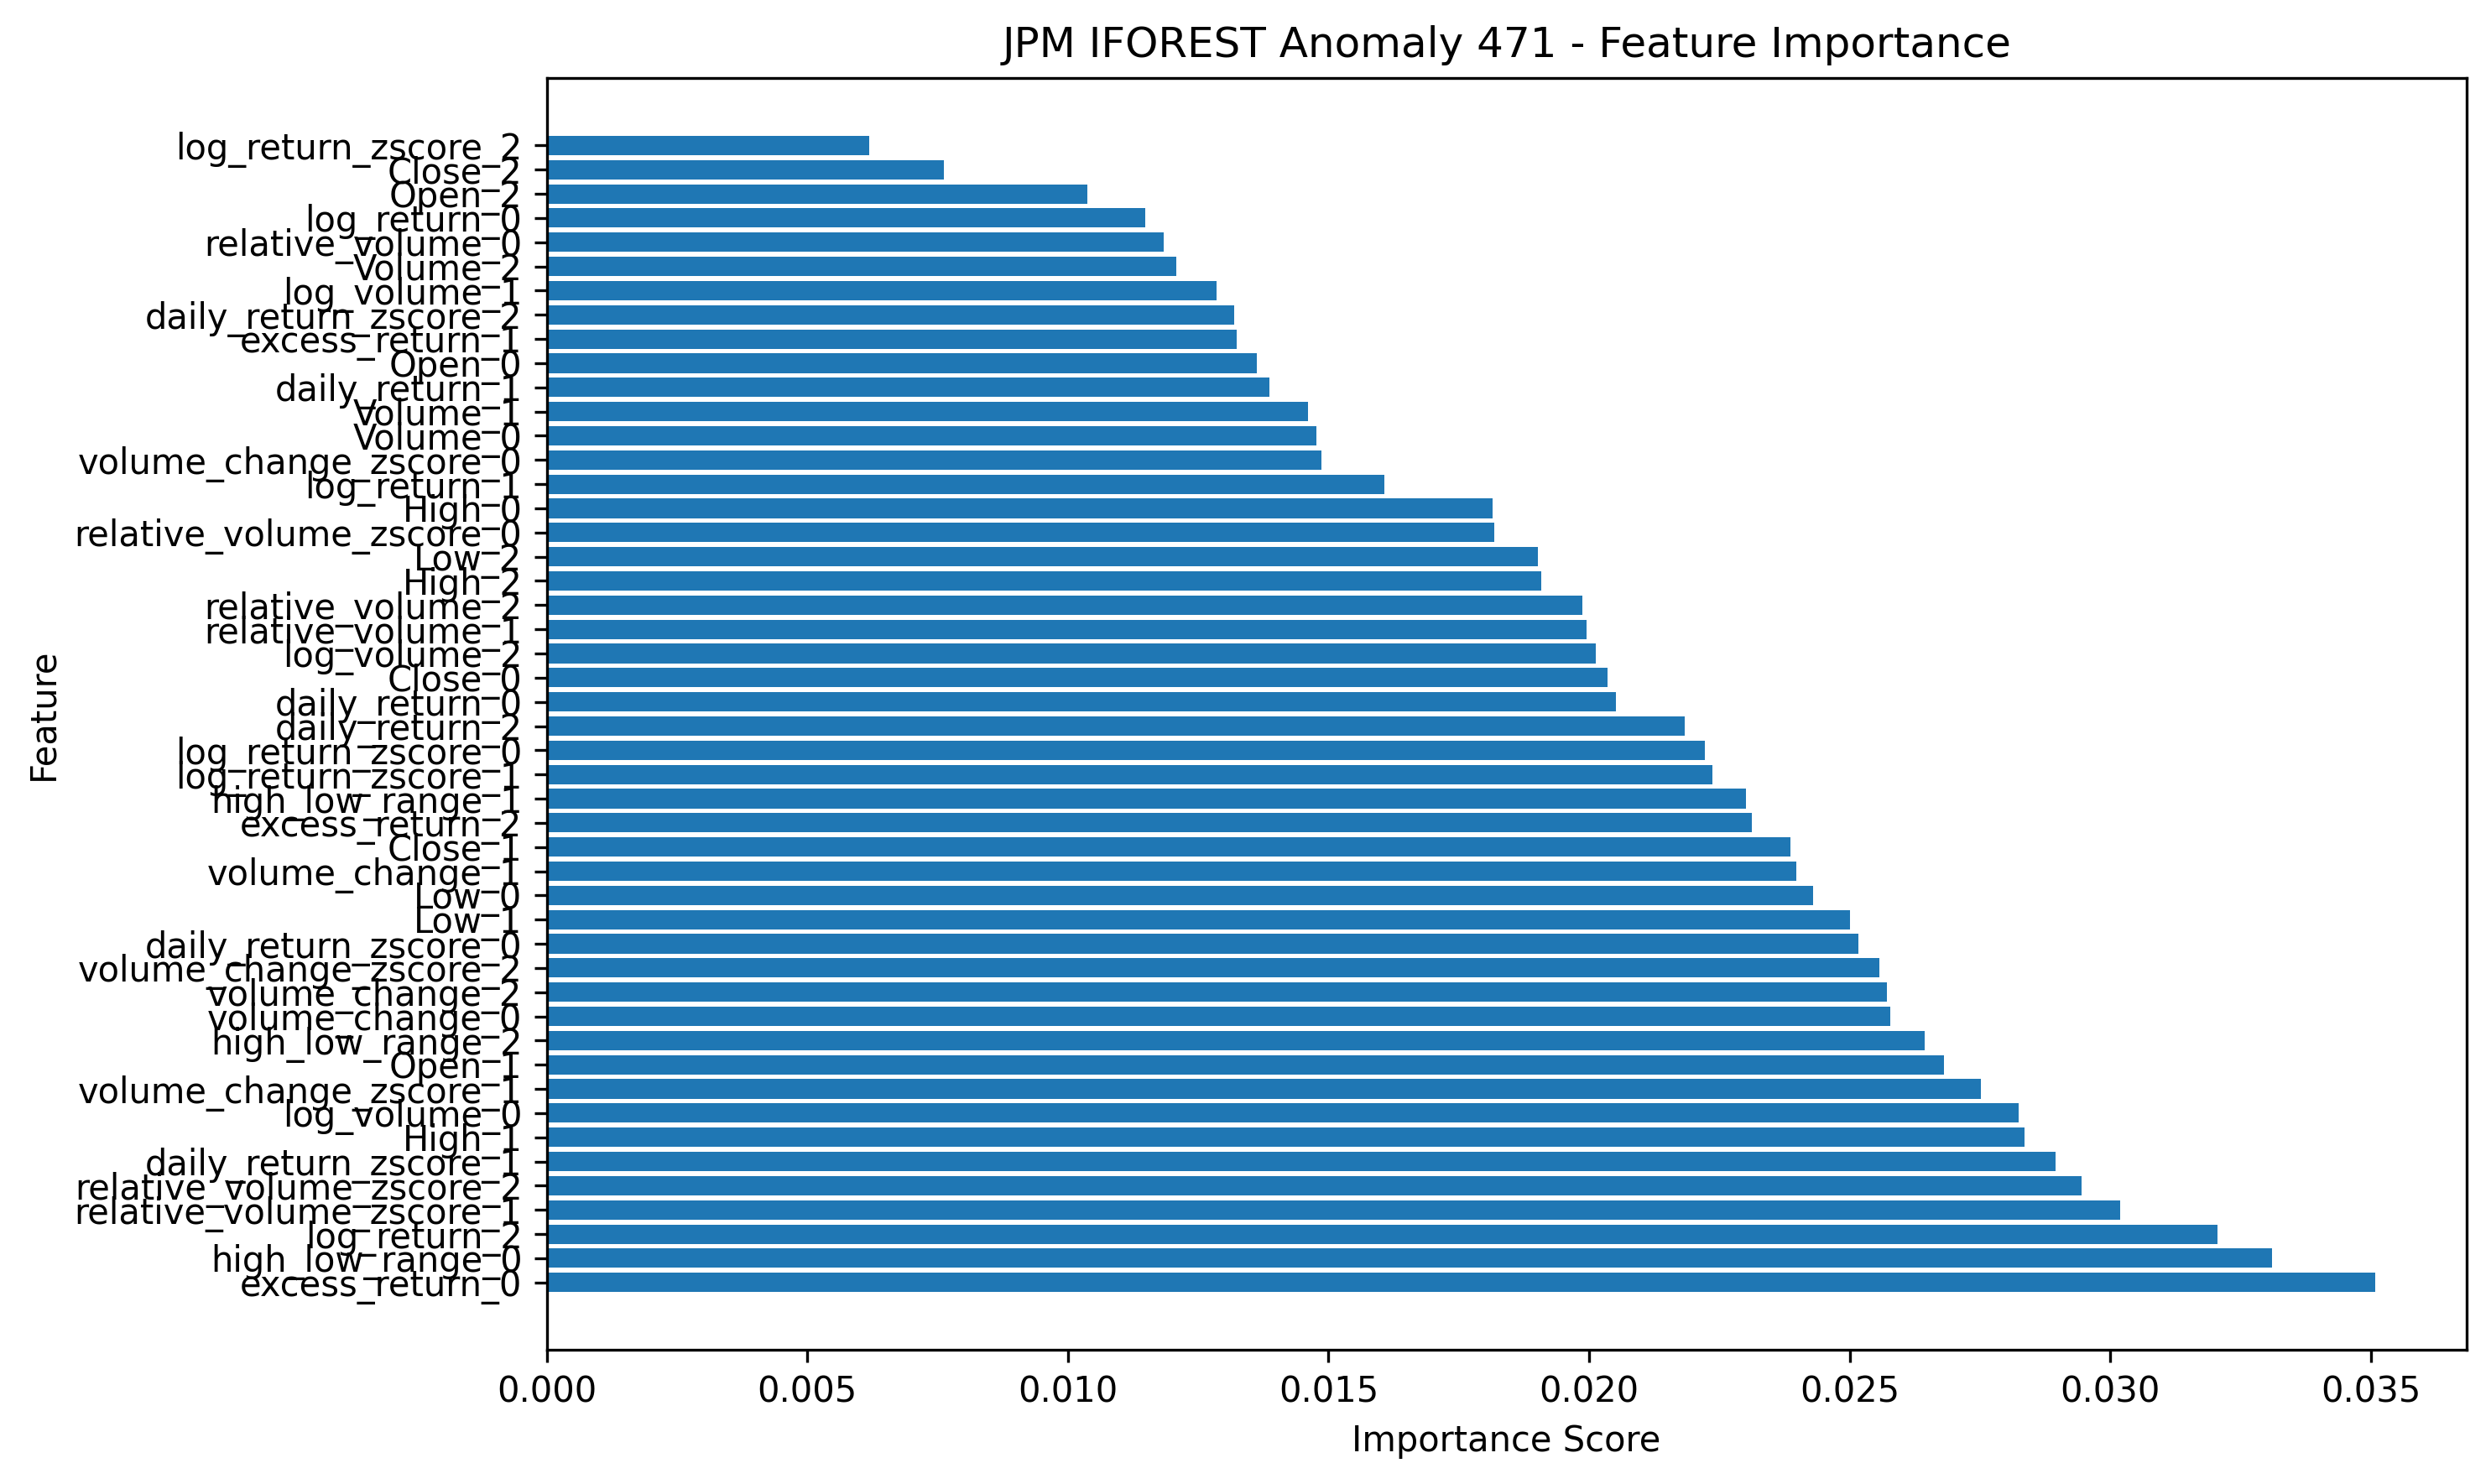 JPM IFOREST Anomaly 471 - Feature Importance
log_return_zscore_2
Close_2
Open_2
log_return_0
relative_volume_0
Volume_2
log_volume_1
daily_return_zscore_2
excess_return_1
Open_0
daily_return_1
Volume_1
Volume_0
volume_change_zscore_0
log_return_1
High_0
relative_volume_zscore_0
Low_2
High_2
relative_volume_2
relative_volume_1
log_volume_2
Close_0
daily_return_0
daily_return_2
log_return_zscore_0
log_return_zscore_1
high_low_range_1
excess_return_2
Close_1
volume_change_1
Low_0
Low_1
daily_return_zscore_0
volume_change_zscore_2
volume_change_2
volume_change_0
high_low_range_2
Open_1
volume_change_zscore_1
log_volume_0
High_1
daily_return_zscore_1
relative_volume_zscore_2
relative_volume_zscore_1
log_return_2
high_low_range_0
excess_return_0
Feature
0.000 0.005 0.010 0.015 0.020 0.025 0.030 0.035
Importance Score